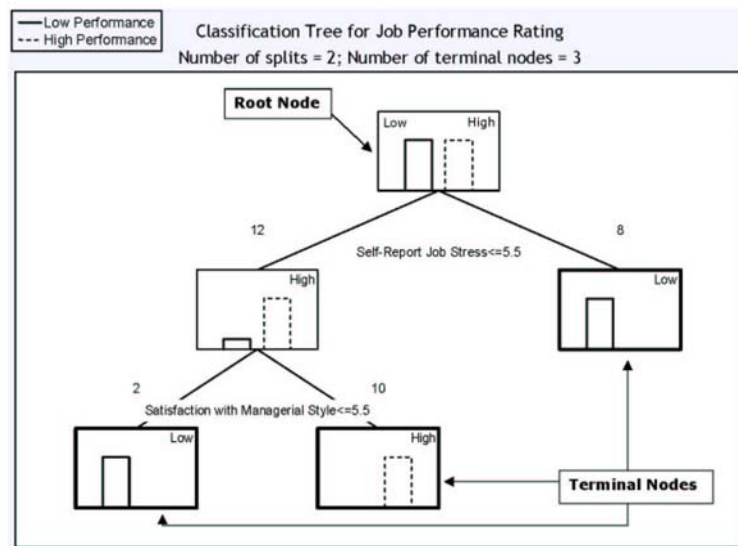 Low Performance
High Performance
Classification Tree for Job Performance Rating
Number of splits = 2; Number of terminal nodes = 3
Root Node
Low High
12
8
Self-Report Job Stress<=5.5
High
Low
2
10
Satisfaction with Managerial Style<=5.5
Low
High
Terminal Nodes